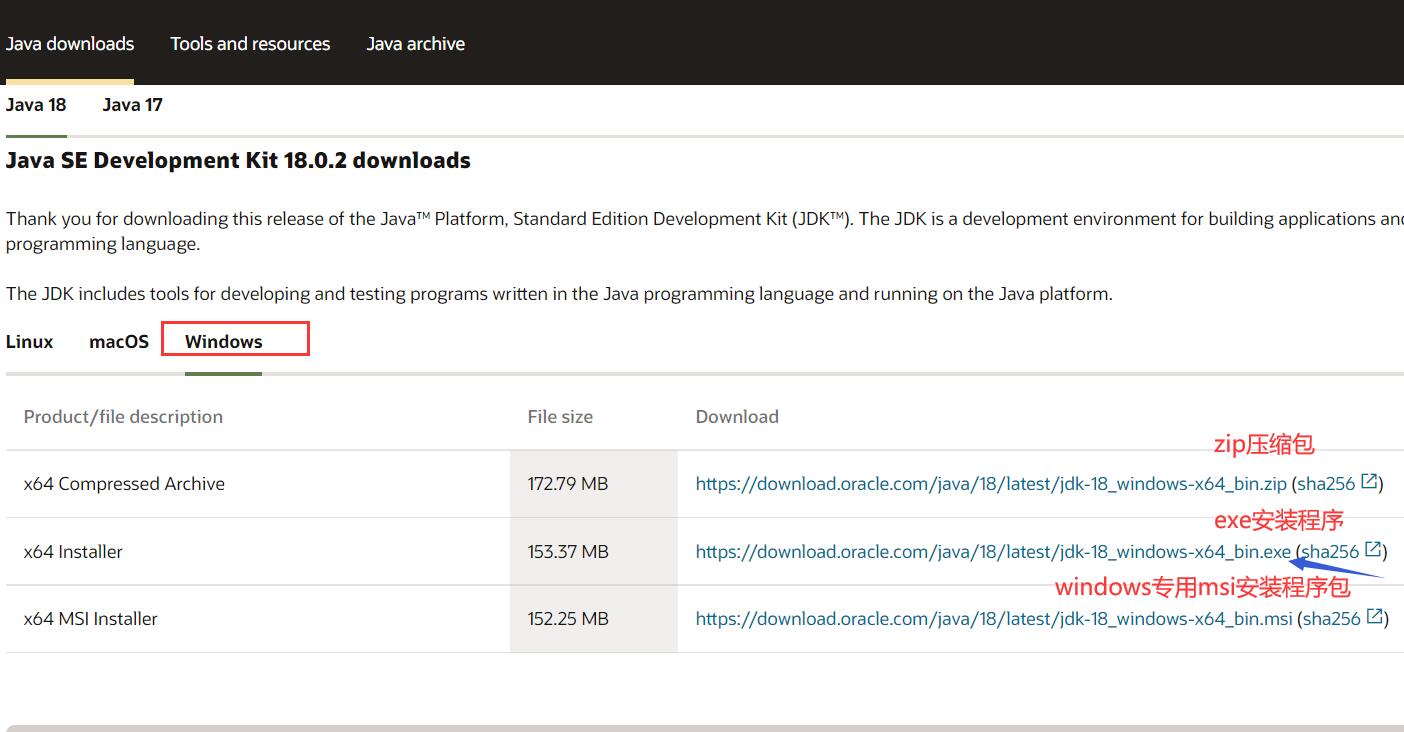 Java downloads Tools and resources Java archive
Java 18 Java 17
Java SE Development Kit 18.0.2 downloads
Thank you for downloading this release of the Java™ Platform, Standard Edition Development Kit (JDK™). The JDK is a development environment for building applications and
programming language.
The JDK includes tools for developing and testing programs written in the Java programming language and running on the Java platform.
Linux macOS Windows
Product/file description File size Download
zip压缩包
x64 Compressed Archive 172.79 MB https://download.oracle.com/java/18/latest/jdk-18_windows-x64_bin.zip (sha256)
exe安装程序
x64 Installer 153.37 MB https://download.oracle.com/java/18/latest/jdk-18_windows-x64_bin.exe (sha256)
windows专用msi安装程序包
x64 MSI Installer 152.25 MB https://download.oracle.com/java/18/latest/jdk-18_windows-x64_bin.msi (sha256)